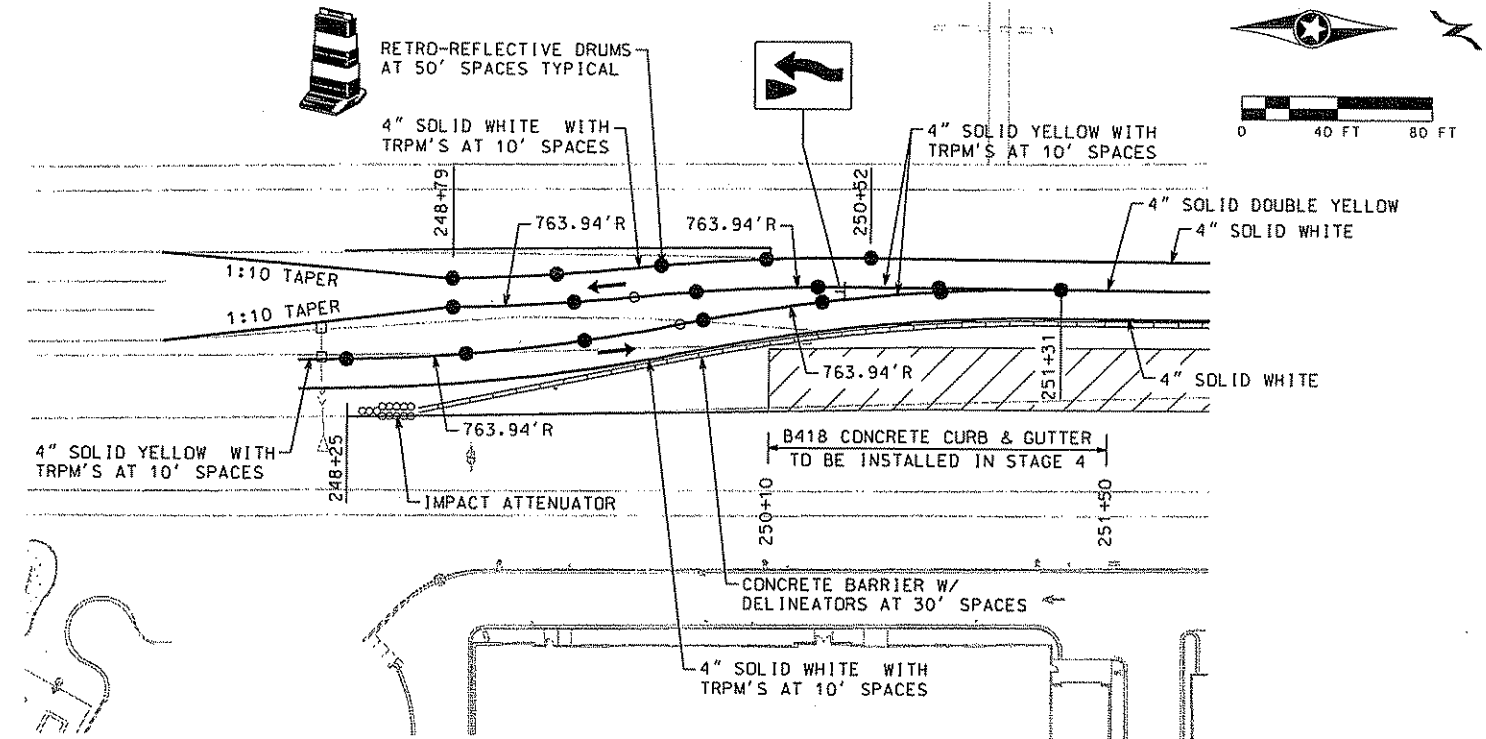 RETRO-REFLECTIVE DRUMS
AT 50' SPACES TYPICAL
4" SOLID WHITE WITH
TRPM'S AT 10' SPACES
4" SOLID YELLOW WITH
TRPM'S AT 10' SPACES
0 40 FT 80 FT
248+79
250+52
763.94'R
763.94'R
4" SOLID DOUBLE YELLOW
4" SOLID WHITE
1:10 TAPER
1:10 TAPER
763.94'R
251+31
4" SOLID WHITE
763.94'R
4" SOLID YELLOW WITH
TRPM'S AT 10' SPACES
248+25
B418 CONCRETE CURB & GUTTER
TO BE INSTALLED IN STAGE 4
IMPACT ATTENUATOR
250+10
251+50
CONCRETE BARRIER W/
DELINEATORS AT 30' SPACES
4" SOLID WHITE WITH
TRPM'S AT 10' SPACES